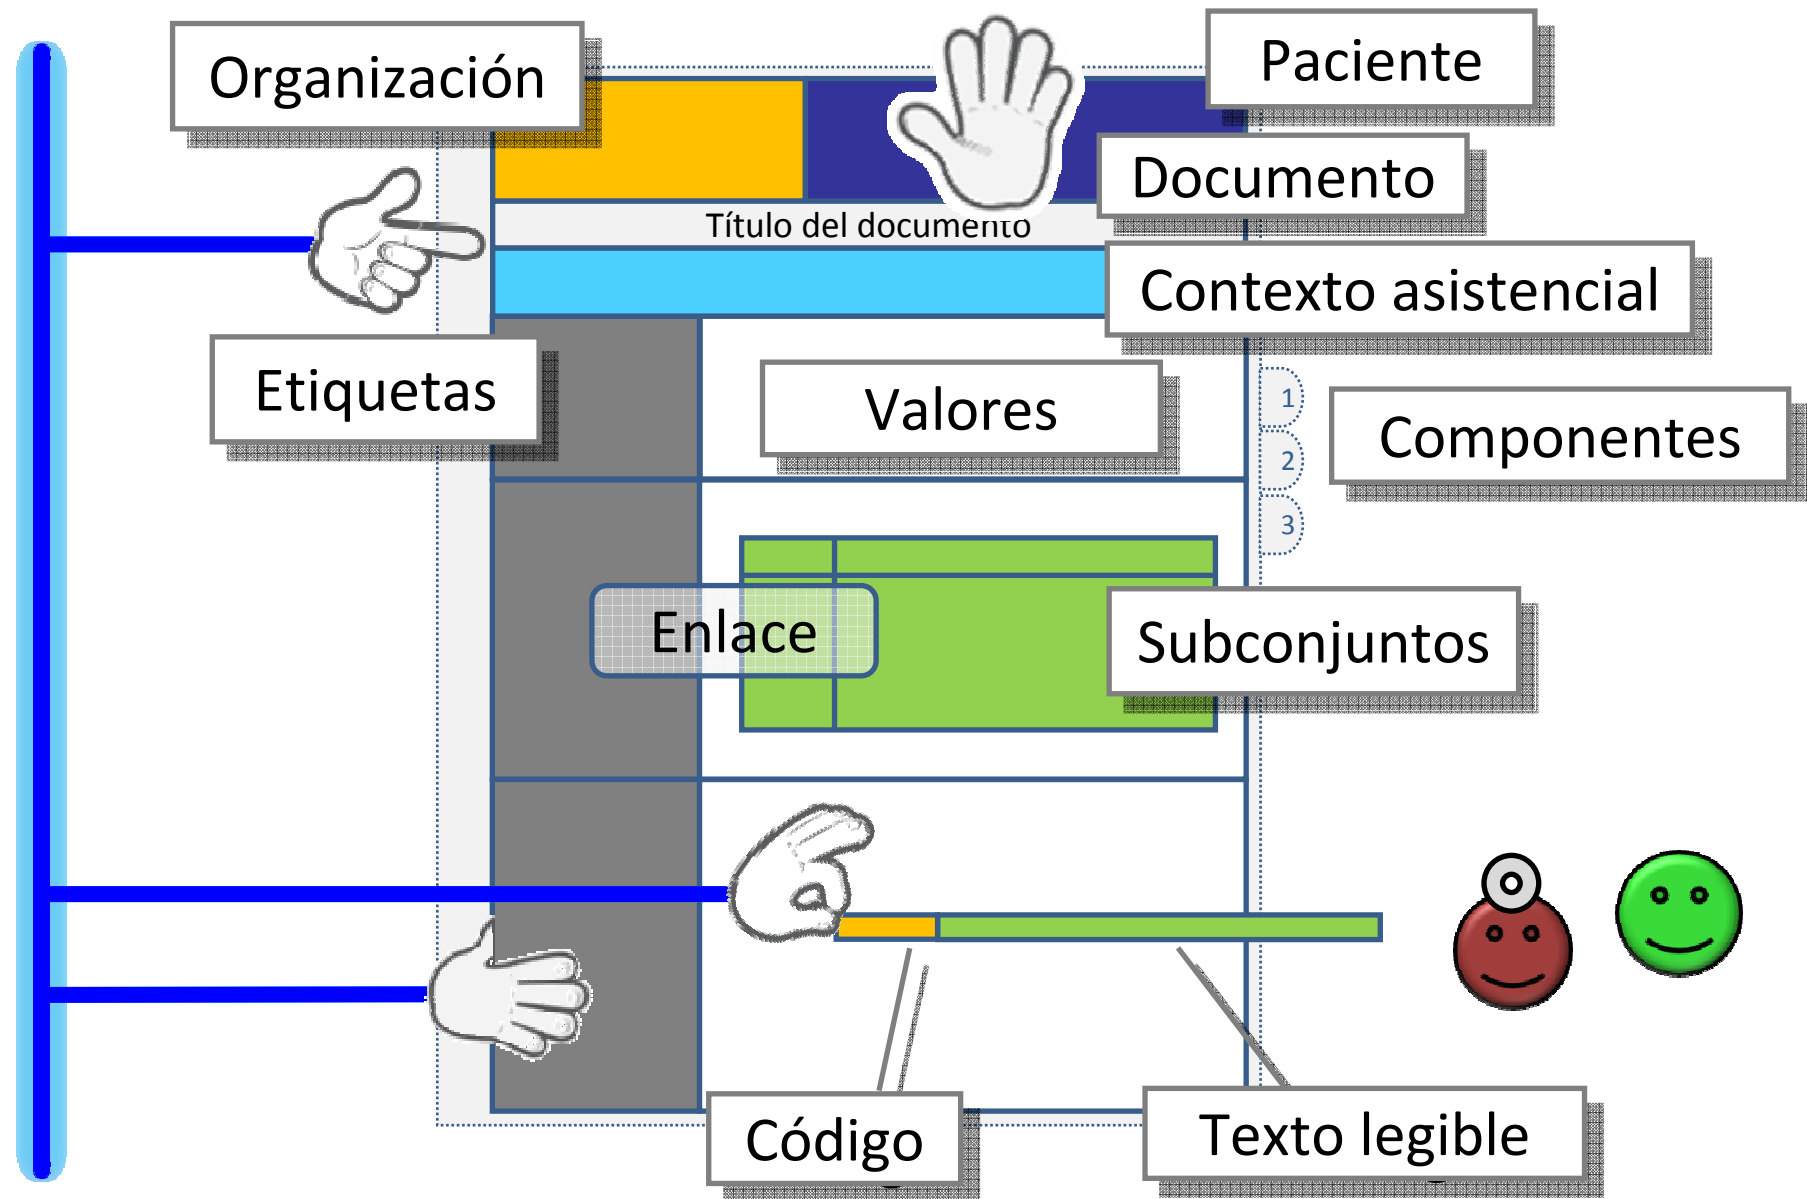 Organización
Paciente
Documento
Título del documento
Contexto asistencial
Etiquetas
Valores
1
Componentes
2
3
Enlace
Subconjuntos
Código
Texto legible